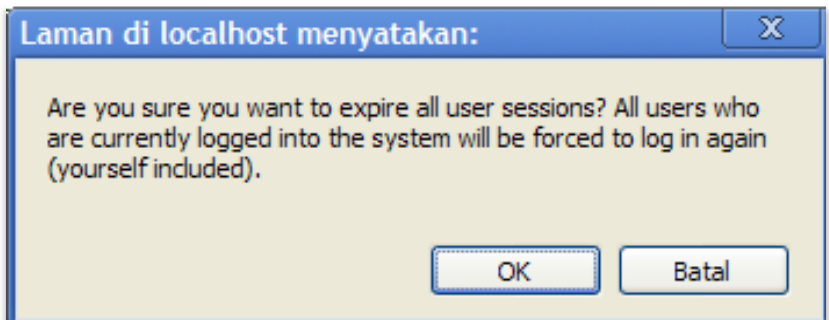 Laman di localhost menyatakan:
X
Are you sure you want to expire all user sessions? All users who
are currently logged into the system will be forced to log in again
(yourself included).
OK
Batal